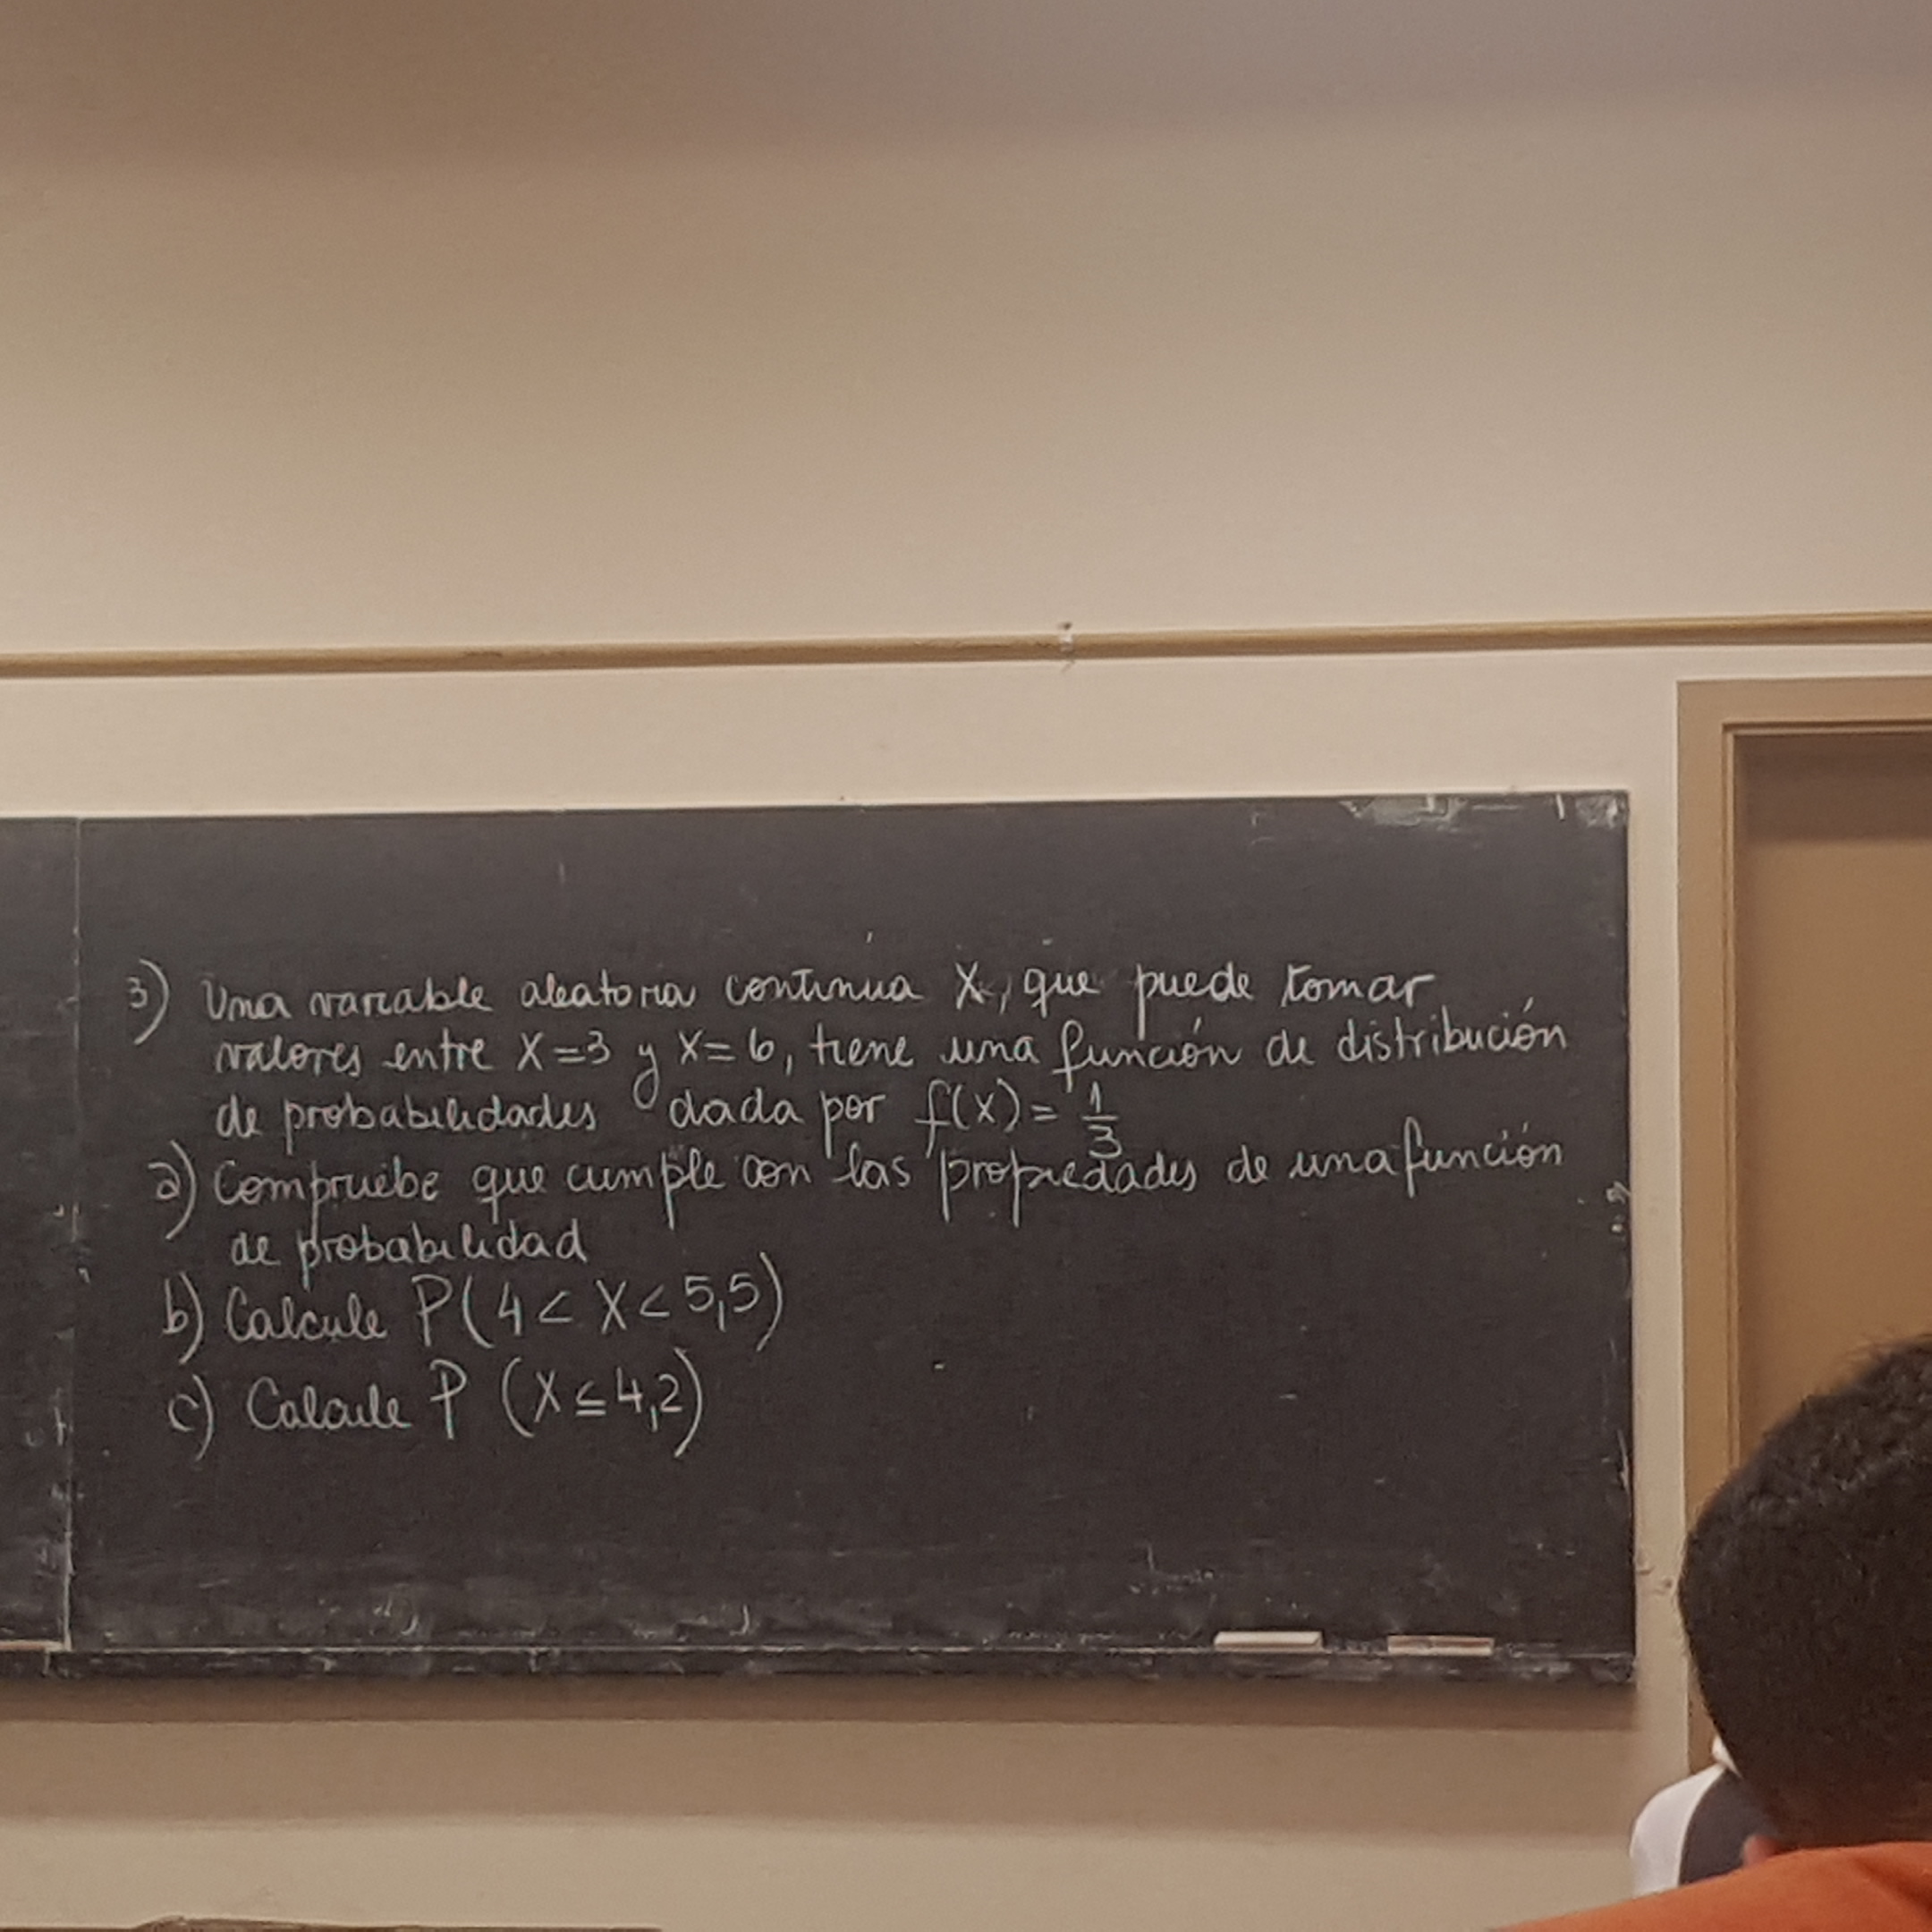 3) Una variable aleatoria continua X, que puede tomar
valores entre X=3 y X=6, tiene una función de distribución
de probabilidades dada por f(x)= 1/3
a) Compruebe que cumple con las propiedades de una función
de probabilidad
b) Calcule P(4 < X < 5,5)
c) Calcule P (X ≤ 4,2)